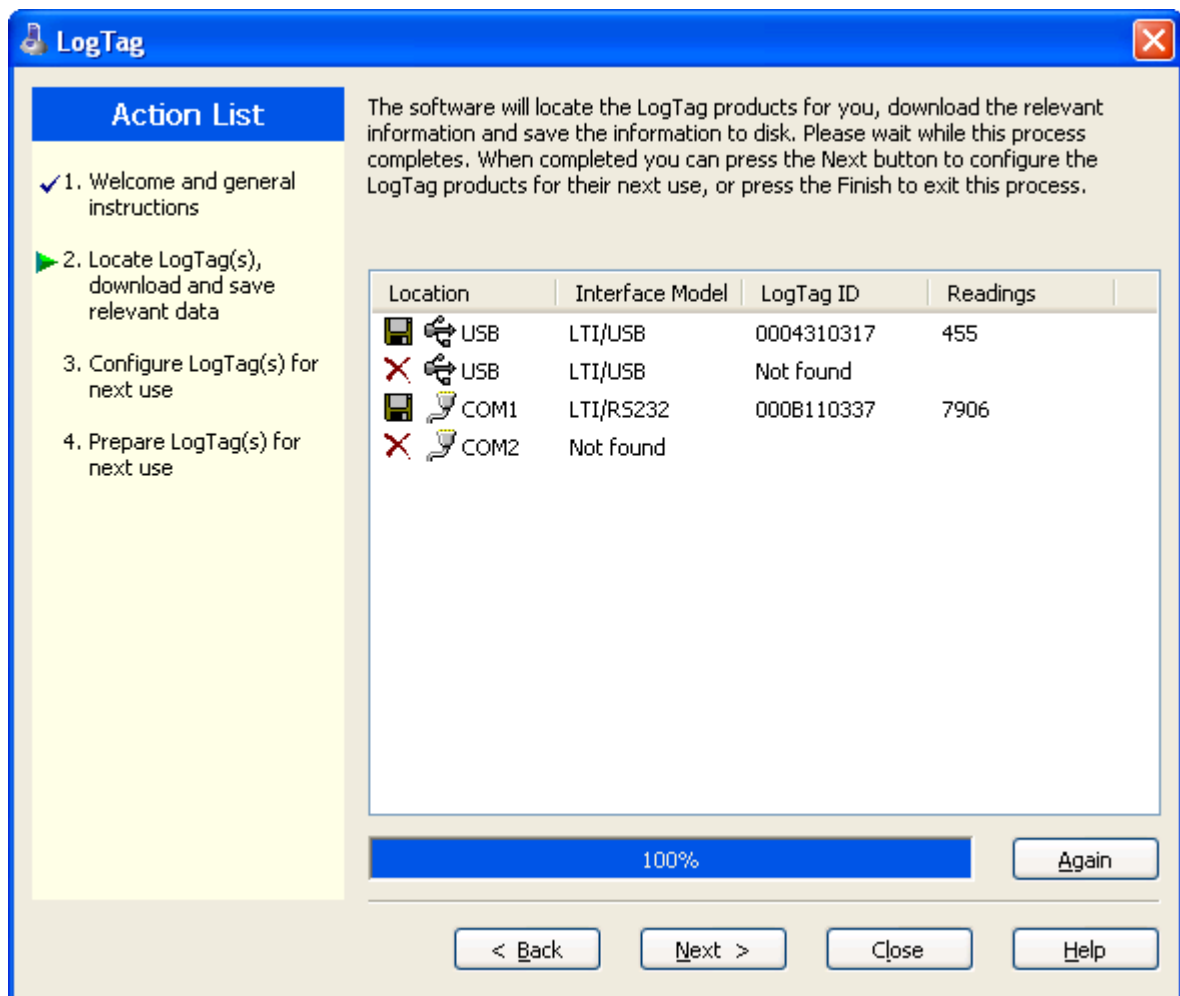 LogTag
Action List
1. Welcome and general
instructions
2. Locate LogTag(s),
download and save
relevant data
3. Configure LogTag(s) for
next use
4. Prepare LogTag(s) for
next use
The software will locate the LogTag products for you, download the relevant
information and save the information to disk. Please wait while this process
completes. When completed you can press the Next button to configure the
LogTag products for their next use, or press the Finish to exit this process.
Location Interface Model LogTag ID Readings
USB LTI/USB 0004310317 455
USB LTI/USB Not found
COM1 LTI/RS232 000B110337 7906
COM2 Not found
100%
Again
< Back Next > Close Help